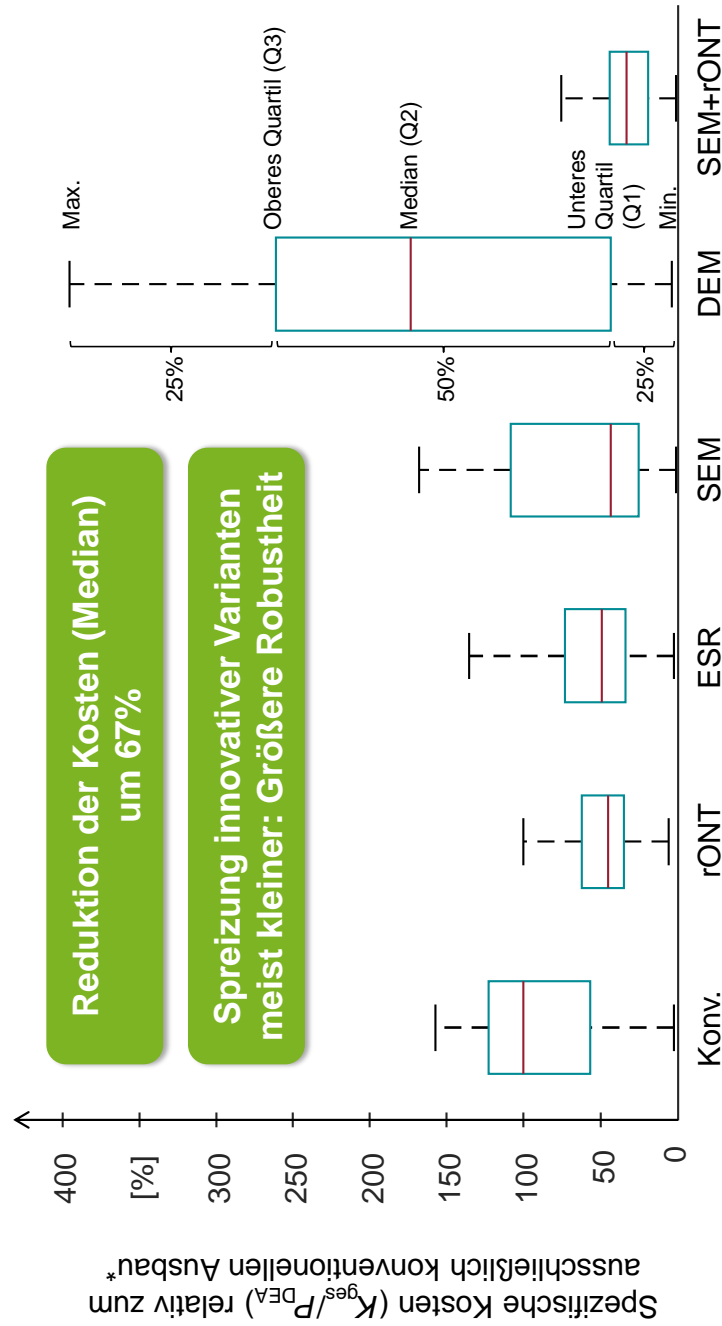 Spezifische Kosten (K_ges/P_DEA) relativ zum
ausschließlich konventionellen Ausbau*
400
[%]
300
250
200
150
100
50
0
Reduktion der Kosten (Median)
um 67%
Spreizung innovativer Varianten
meist kleiner: Größere Robustheit
25%
50%
25%
Max.
Oberes Quartil (Q3)
Median (Q2)
Unteres
Quartil
(Q1)
Min.
Konv.
rONT
ESR
SEM
DEM
SEM+rONT